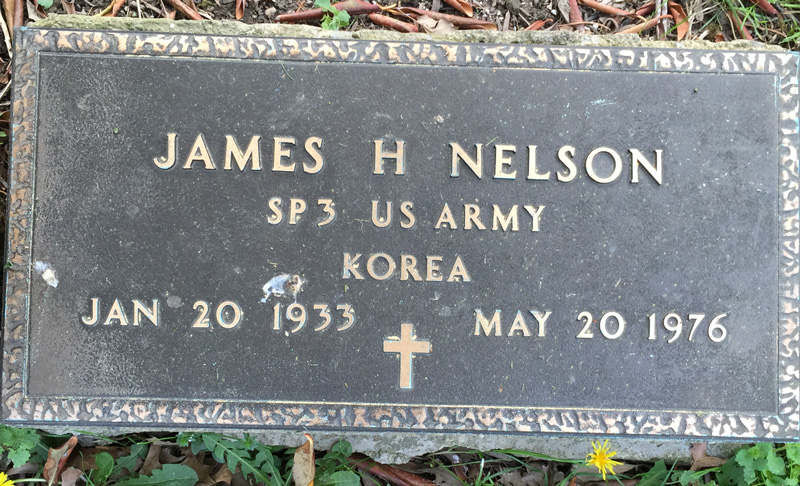 JAMES H NELSON
SP3 US ARMY
KOREA
JAN 20 1933 MAY 20 1976